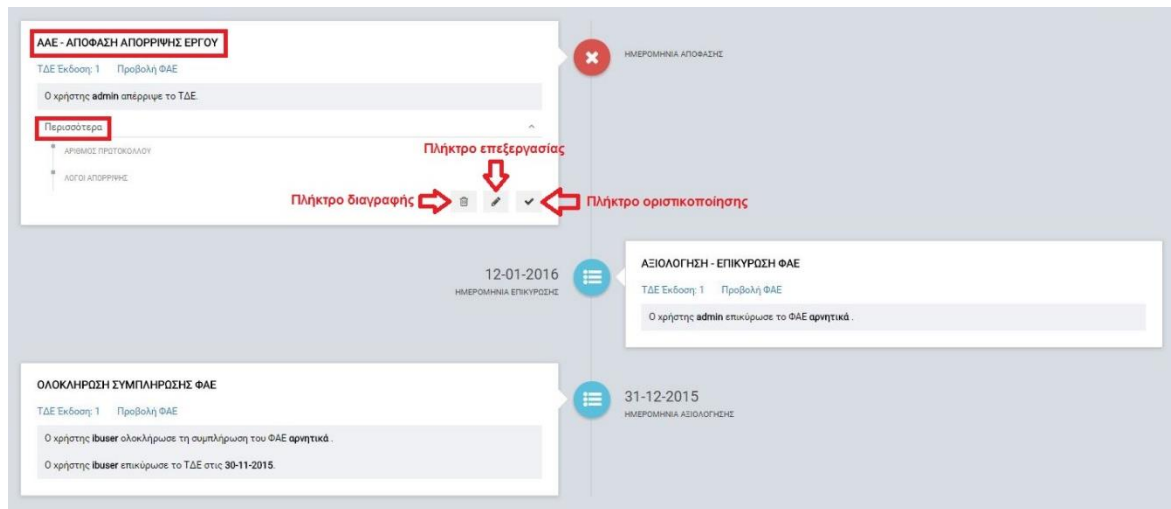 ΑΑΕ - ΑΠΟΦΑΣΗ ΑΠΟΡΡΙΨΗΣ ΕΡΓΟΥ
ΗΜΕΡΟΜΗΝΙΑ ΑΠΟΦΑΣΗΣ
ΤΔΕ Έκδοση: 1 Προβολή ΦΑΕ
Ο χρήστης admin απέρριψε το ΤΔΕ.
Περισσότερα
ΑΡΙΘΜΟΣ ΠΡΩΤΟΚΟΛΛΟΥ
Πλήκτρο επεξεργασίας
ΛΟΓΟΙ ΑΠΟΡΡΙΨΗΣ
Πλήκτρο διαγραφής
Πλήκτρο οριστικοποίησης
12-01-2016
ΗΜΕΡΟΜΗΝΙΑ ΕΠΙΚΥΡΩΣΗΣ
ΑΞΙΟΛΟΓΗΣΗ - ΕΠΙΚΥΡΩΣΗ ΦΑΕ
ΤΔΕ Έκδοση: 1 Προβολή ΦΑΕ
Ο χρήστης admin επικύρωσε το ΦΑΕ αρνητικά .
ΟΛΟΚΛΗΡΩΣΗ ΣΥΜΠΛΗΡΩΣΗΣ ΦΑΕ
ΤΔΕ Έκδοση: 1 Προβολή ΦΑΕ
Ο χρήστης ibuser ολοκλήρωσε τη συμπλήρωση του ΦΑΕ αρνητικά .
Ο χρήστης ibuser επικύρωσε το ΤΔΕ στις 30-11-2015.
31-12-2015
ΗΜΕΡΟΜΗΝΙΑ ΑΞΙΟΛΟΓΗΣΗΣ